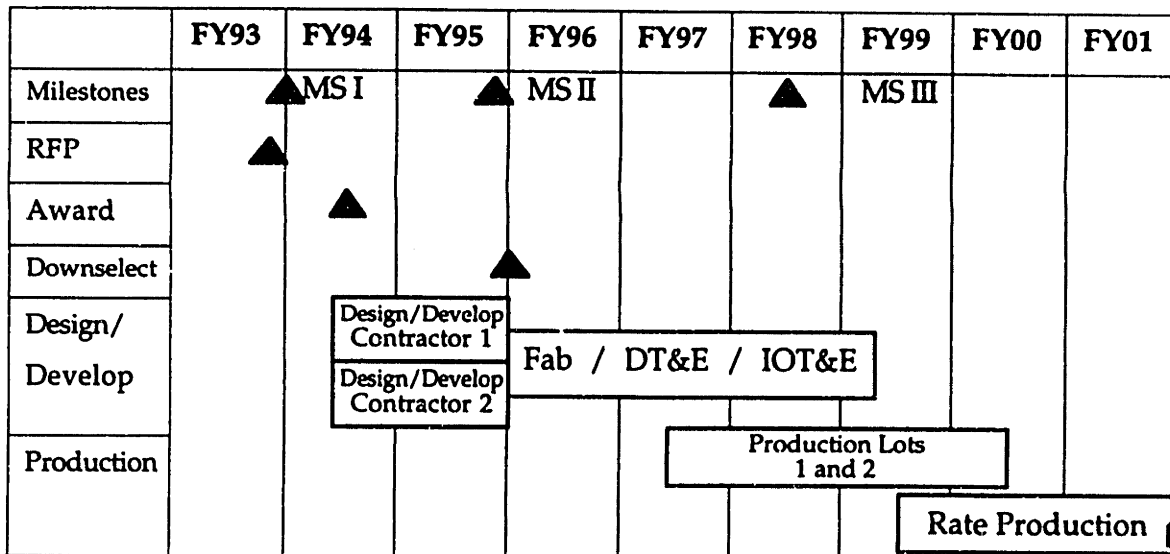 FY93 FY94 FY95 FY96 FY97 FY98 FY99 FY00 FY01
Milestones MS I MS II MS III
RFP
Award
Downselect
Design/
Develop
Design/Develop
Contractor 1
Design/Develop
Contractor 2
Fab / DT&E / IOT&E
Production
Production Lots
1 and 2
Rate Production